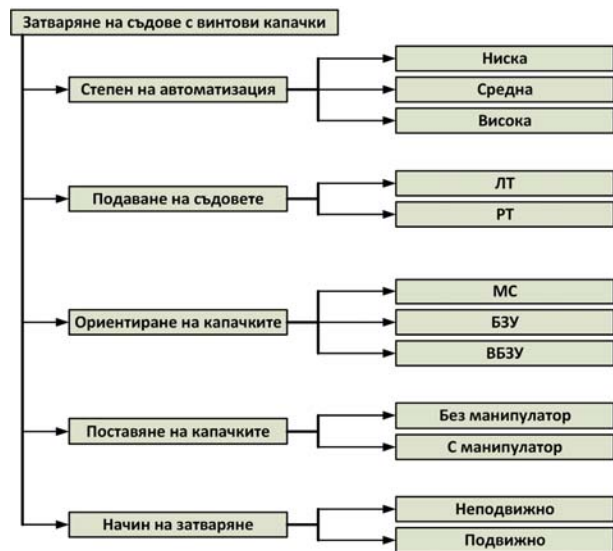 Затваряне на съдове с винтови капачки
Степен на автоматизация
Ниска
Средна
Висока
Подаване на съдовете
ЛТ
РТ
Ориентиране на капачките
МС
БЗУ
ВБЗУ
Поставяне на капачките
Без манипулатор
С манипулатор
Начин на затваряне
Неподвижно
Подвижно